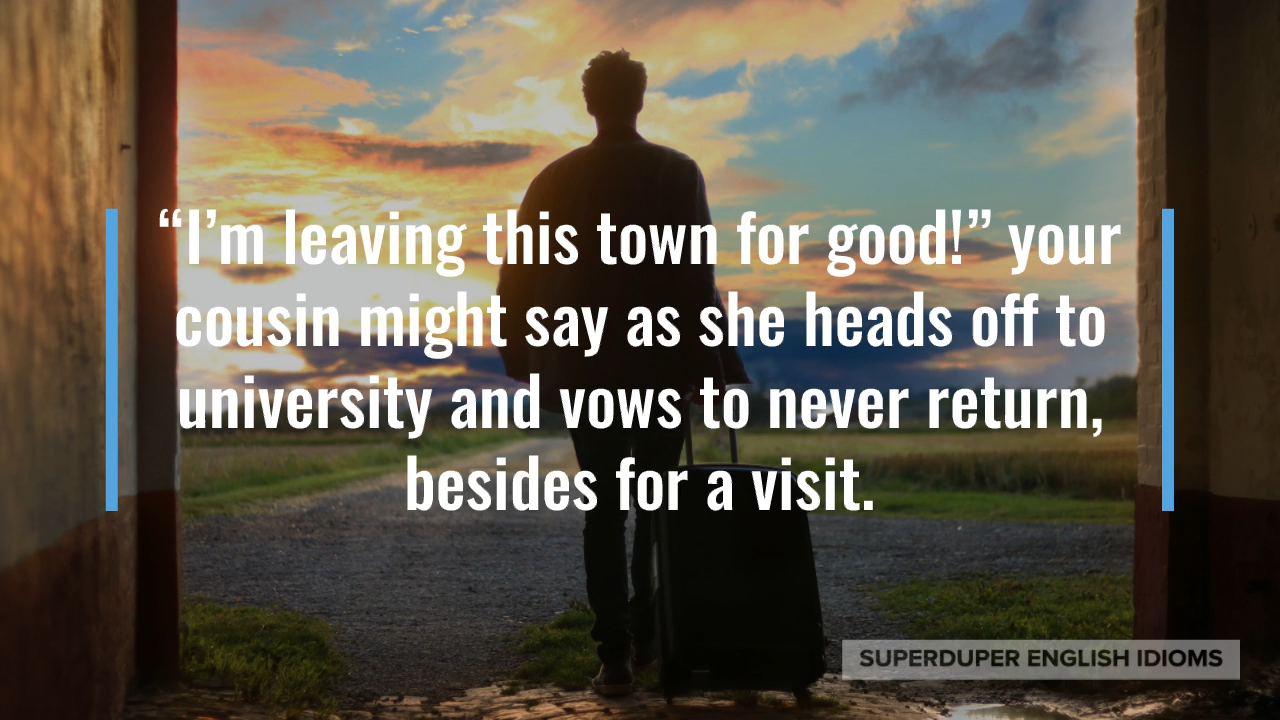 “I’m leaving this town for good!” your
cousin might say as she heads off to
university and vows to never return,
besides for a visit.
SUPERDUPER ENGLISH IDIOMS